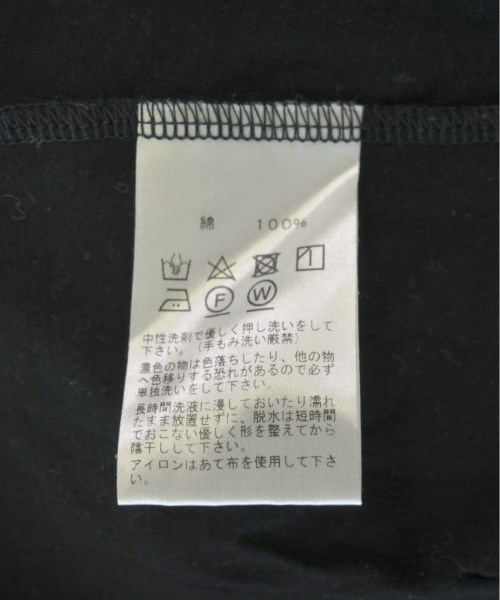 綿 100%
F W
中性洗剤で優しく押し洗いをして
下さい。（手もみ洗い厳禁）
濃色の物は色落ちしたり、他の物
へ色移りする恐れがあるので必ず
単独洗いをして下さい。
長時間洗液に浸しておいたり濡れ
たまま放置せずに、脱水は短時間
でおこない優しく形を整えてから
陰干しして下さい。
アイロンはあて布を使用して下さ
い。